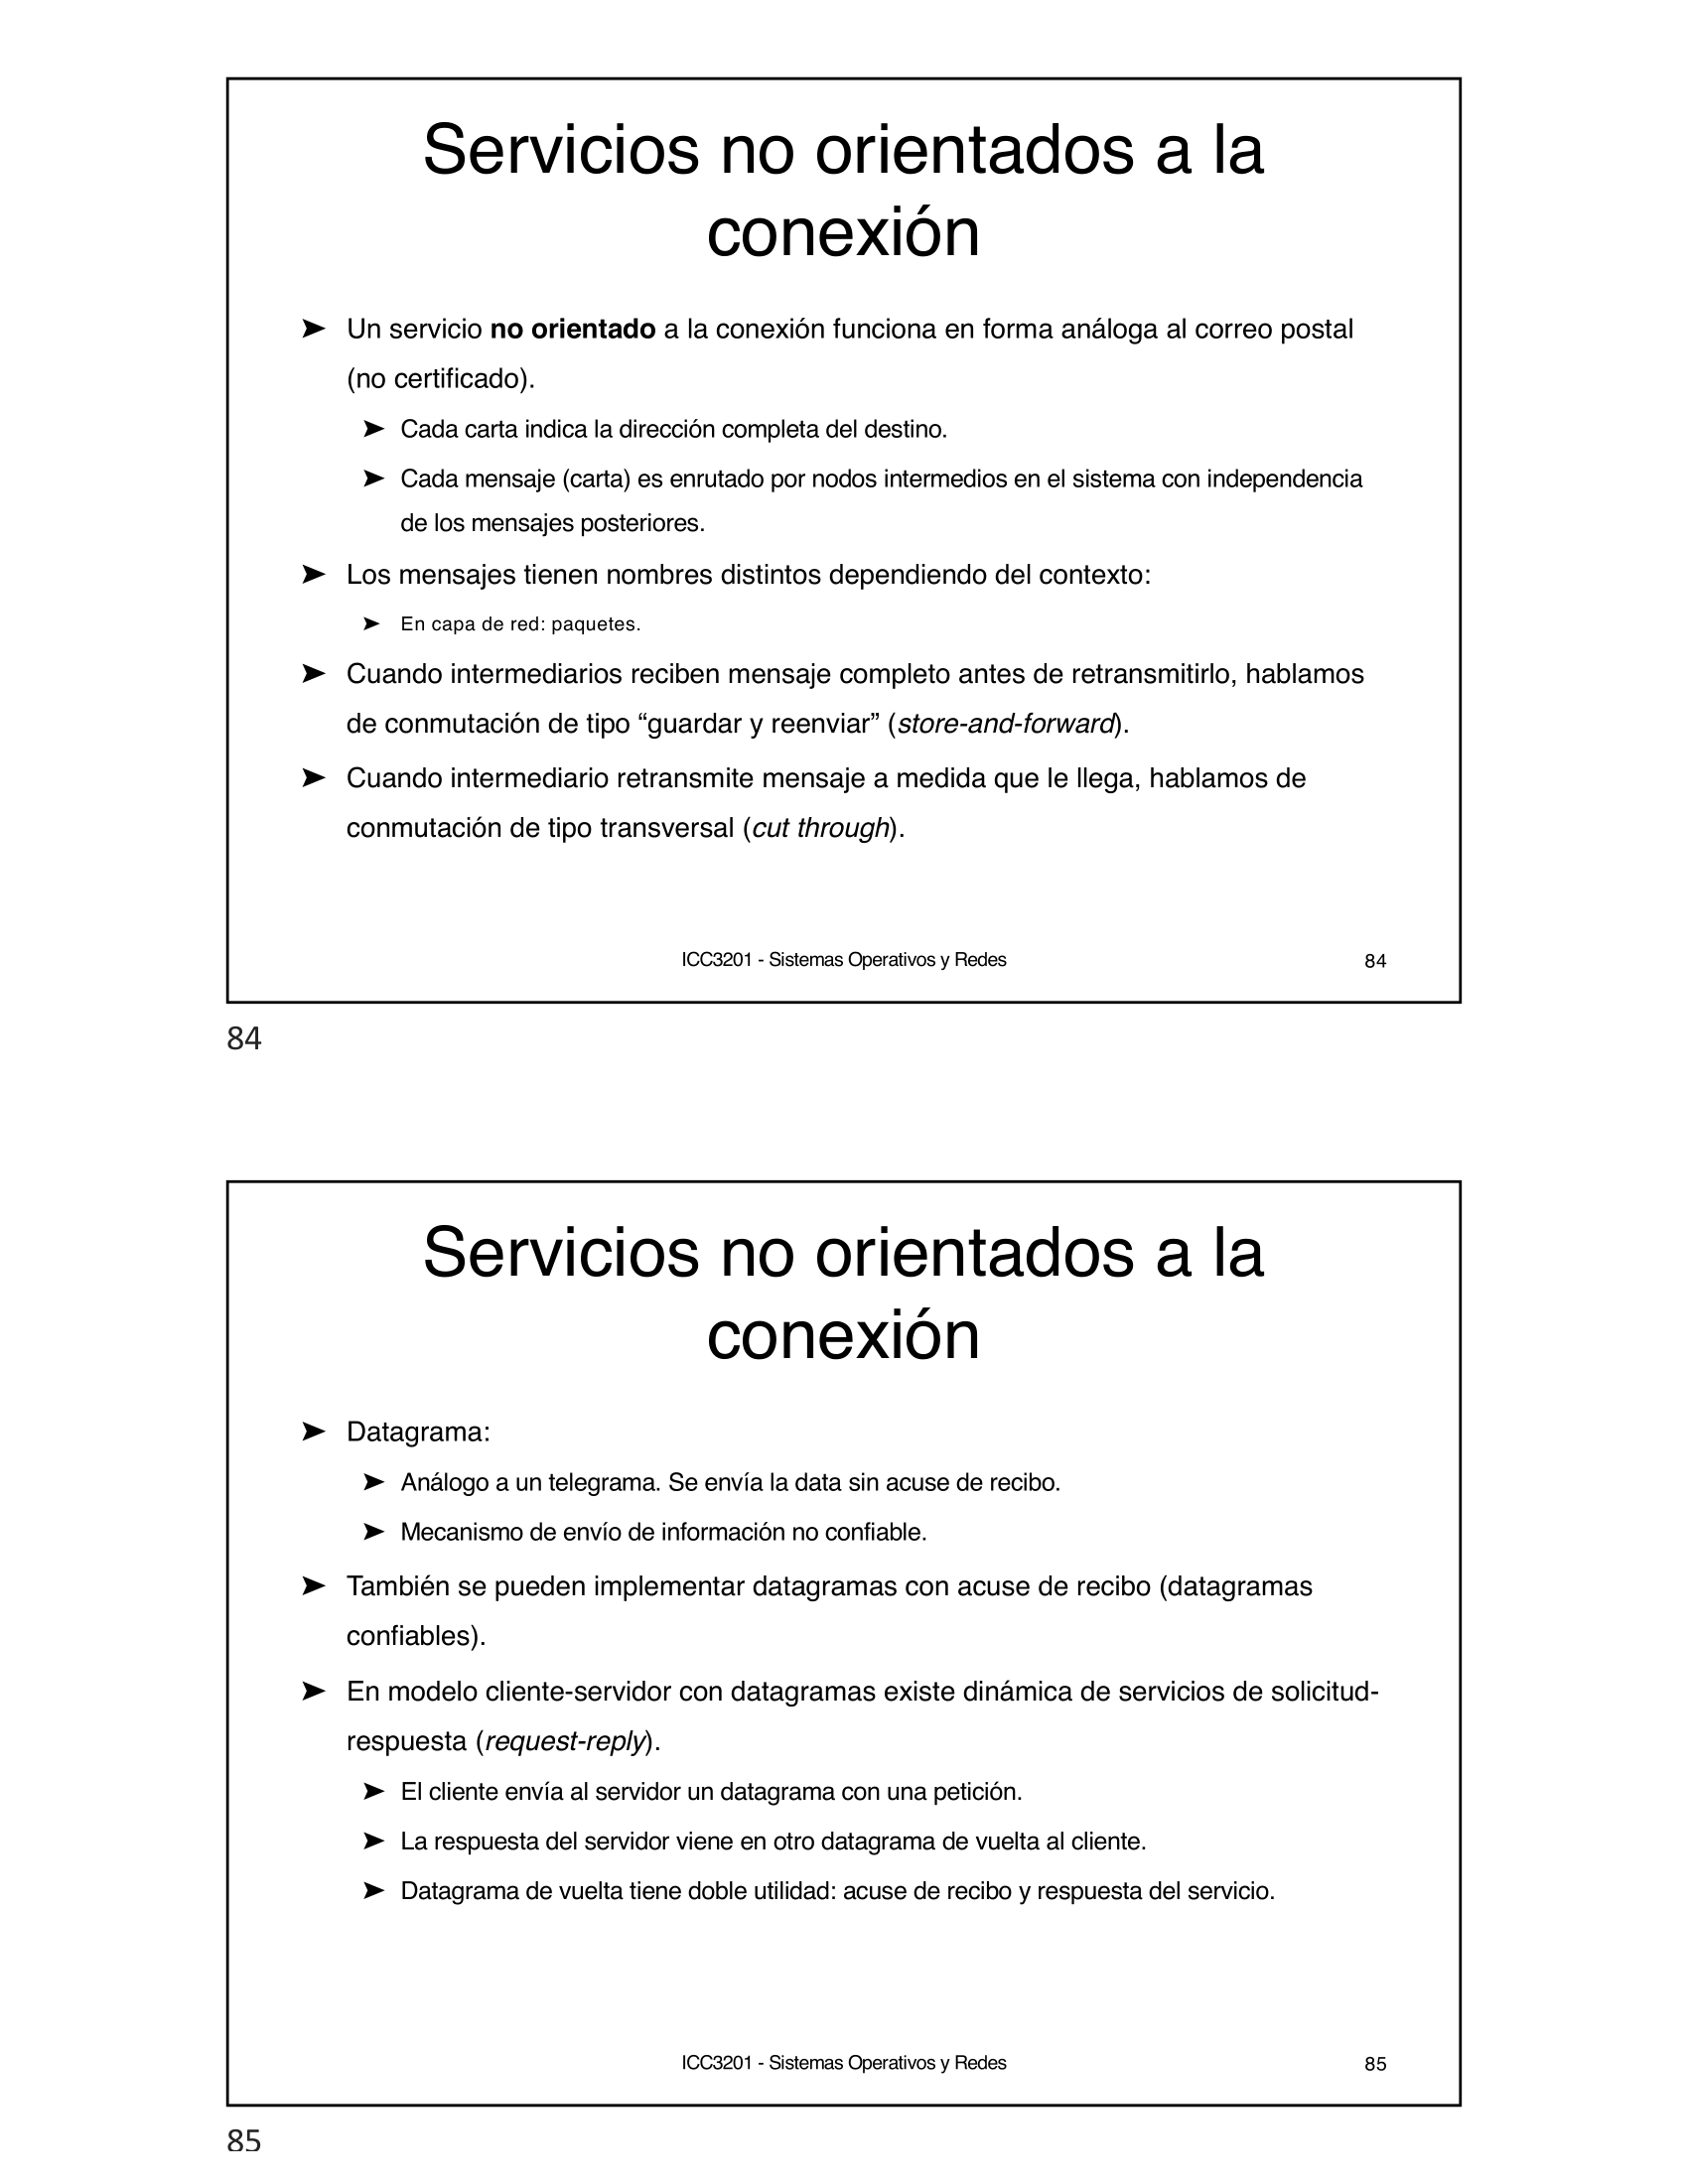 Servicios no orientados a la
conexión
➤ Un servicio no orientado a la conexión funciona en forma análoga al correo postal
(no certificado).
➤ Cada carta indica la dirección completa del destino.
➤ Cada mensaje (carta) es enrutado por nodos intermedios en el sistema con independencia
de los mensajes posteriores.
➤ Los mensajes tienen nombres distintos dependiendo del contexto:
➤ En capa de red: paquetes.
➤ Cuando intermediarios reciben mensaje completo antes de retransmitirlo, hablamos
de conmutación de tipo “guardar y reenviar” (store-and-forward).
➤ Cuando intermediario retransmite mensaje a medida que le llega, hablamos de
conmutación de tipo transversal (cut through).
ICC3201 - Sistemas Operativos y Redes 84
84
Servicios no orientados a la
conexión
➤ Datagrama:
➤ Análogo a un telegrama. Se envía la data sin acuse de recibo.
➤ Mecanismo de envío de información no confiable.
➤ También se pueden implementar datagramas con acuse de recibo (datagramas
confiables).
➤ En modelo cliente-servidor con datagramas existe dinámica de servicios de solicitud-
respuesta (request-reply).
➤ El cliente envía al servidor un datagrama con una petición.
➤ La respuesta del servidor viene en otro datagrama de vuelta al cliente.
➤ Datagrama de vuelta tiene doble utilidad: acuse de recibo y respuesta del servicio.
ICC3201 - Sistemas Operativos y Redes 85
85